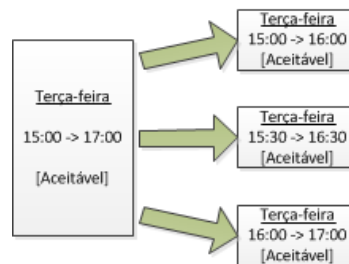 Terça-feira
15:00 -> 17:00
[Aceitável]
Terça-feira
15:00 -> 16:00
[Aceitável]
Terça-feira
15:30 -> 16:30
[Aceitável]
Terça-feira
16:00 -> 17:00
[Aceitável]